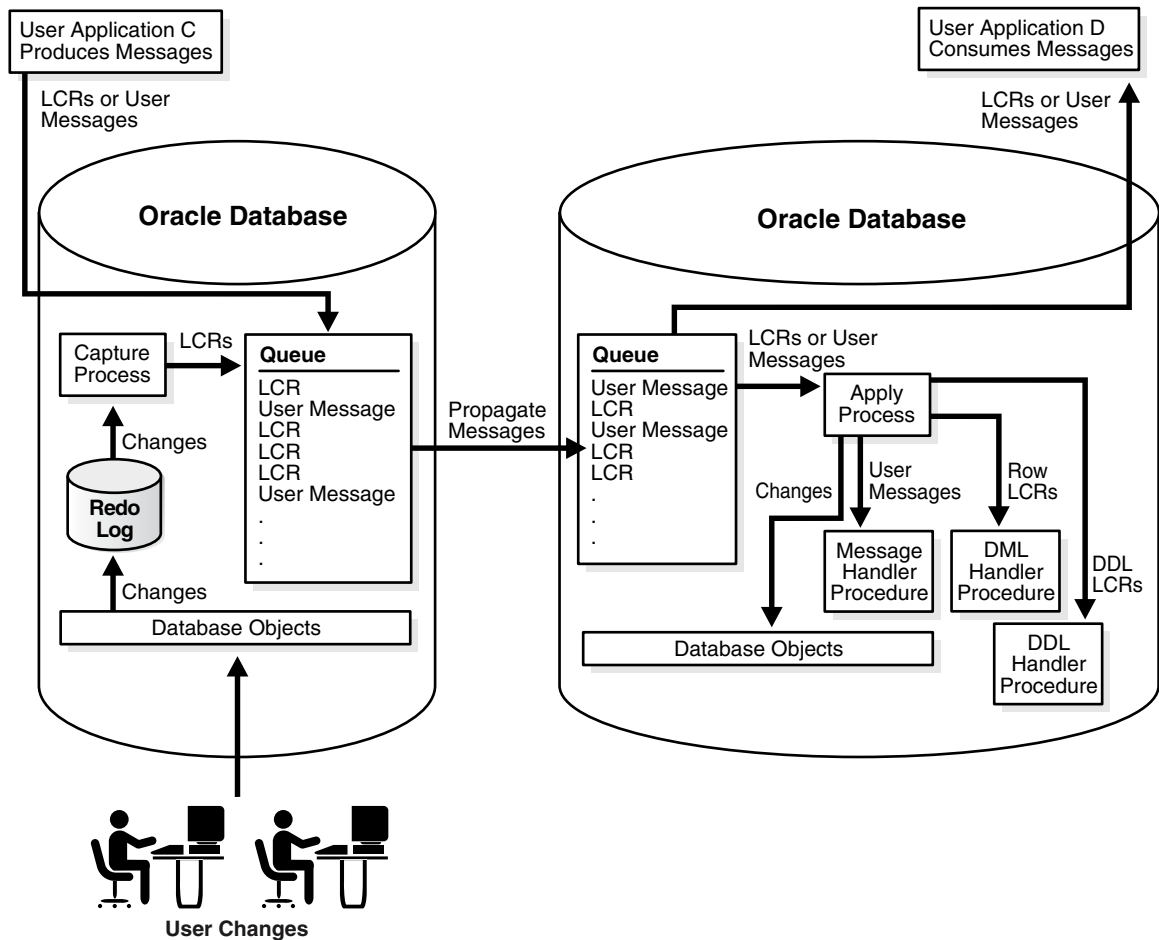 User Application C
Produces Messages
User Application D
Consumes Messages
LCRs or User
Messages
LCRs or User
Messages
Oracle Database
Oracle Database
Capture
Process
LCRs
Queue
LCR
User Message
LCR
LCR
LCR
User Message
.
.
.
.
Changes
Redo
Log
Changes
Database Objects
Propagate
Messages
Queue
User Message
LCR
User Message
LCR
LCR
.
.
.
.
LCRs or User
Messages
Apply
Process
Changes
User
Messages
Row
LCRs
DDL
LCRs
Message
Handler
Procedure
DML
Handler
Procedure
DDL
Handler
Procedure
Database Objects
User Changes